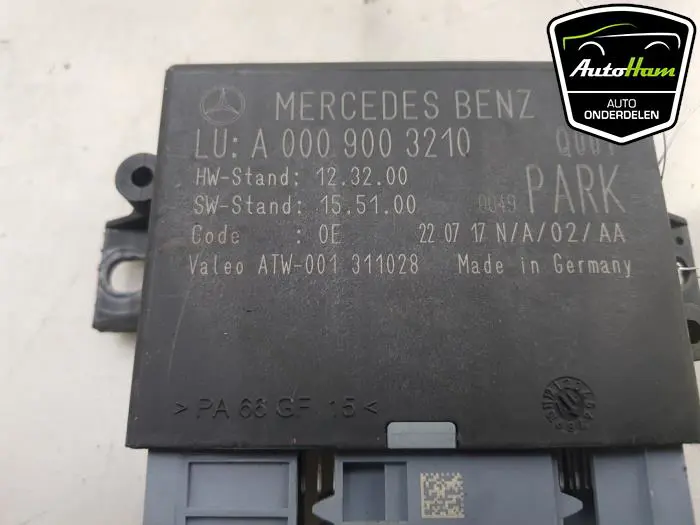 AutoHam
AUTO
ONDERDELEN
MERCEDES BENZ
LU: A 000 900 3210 Q001
HW-Stand: 12.32.00
SW-Stand: 15.51.00 0049 PARK
Code : 0E 22 07 17 N/A/02/AA
Valeo ATW-001 311028 Made in Germany
>PA 66 GF 15<